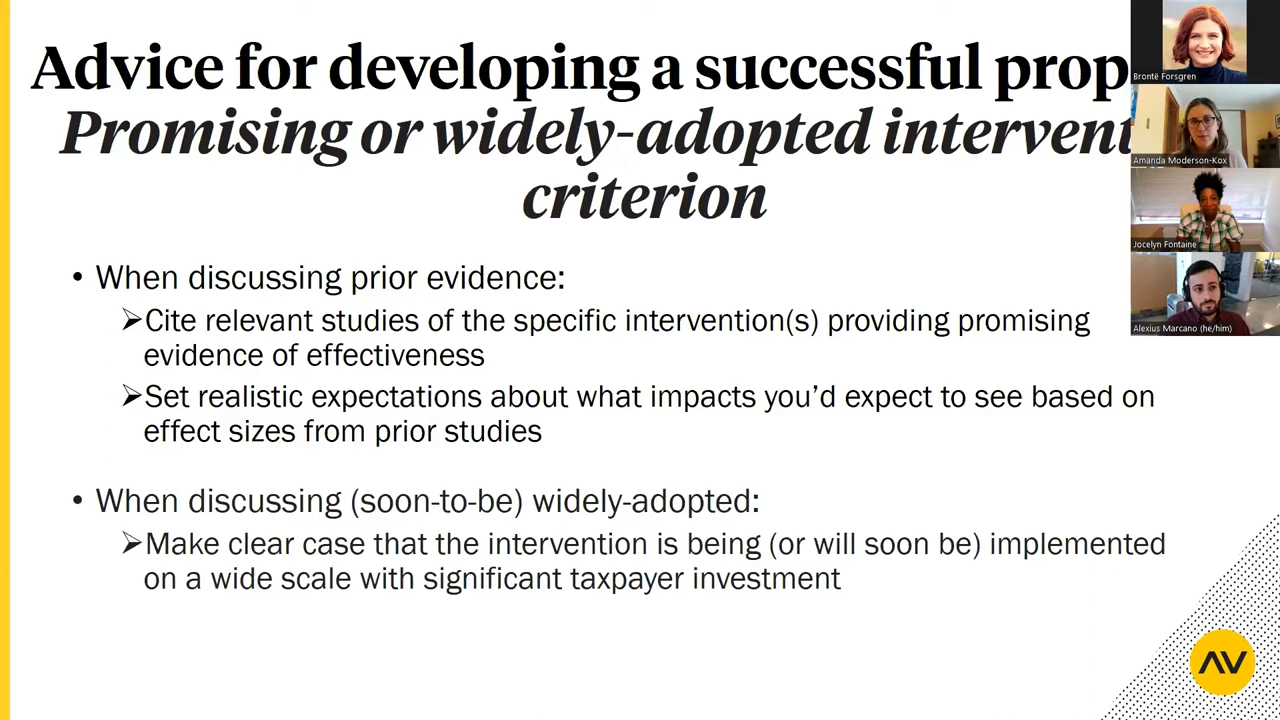 Advice for developing a successful prop
Promising or widely-adopted intervent
criterion
• When discussing prior evidence:
➢Cite relevant studies of the specific intervention(s) providing promising
evidence of effectiveness
➢Set realistic expectations about what impacts you’d expect to see based on
effect sizes from prior studies
• When discussing (soon-to-be) widely-adopted:
➢Make clear case that the intervention is being (or will soon be) implemented
on a wide scale with significant taxpayer investment
Brontë Forsgren
Amanda Moderson-Kox
Jocelyn Fontaine
Alexius Marcano (he/him)
AV